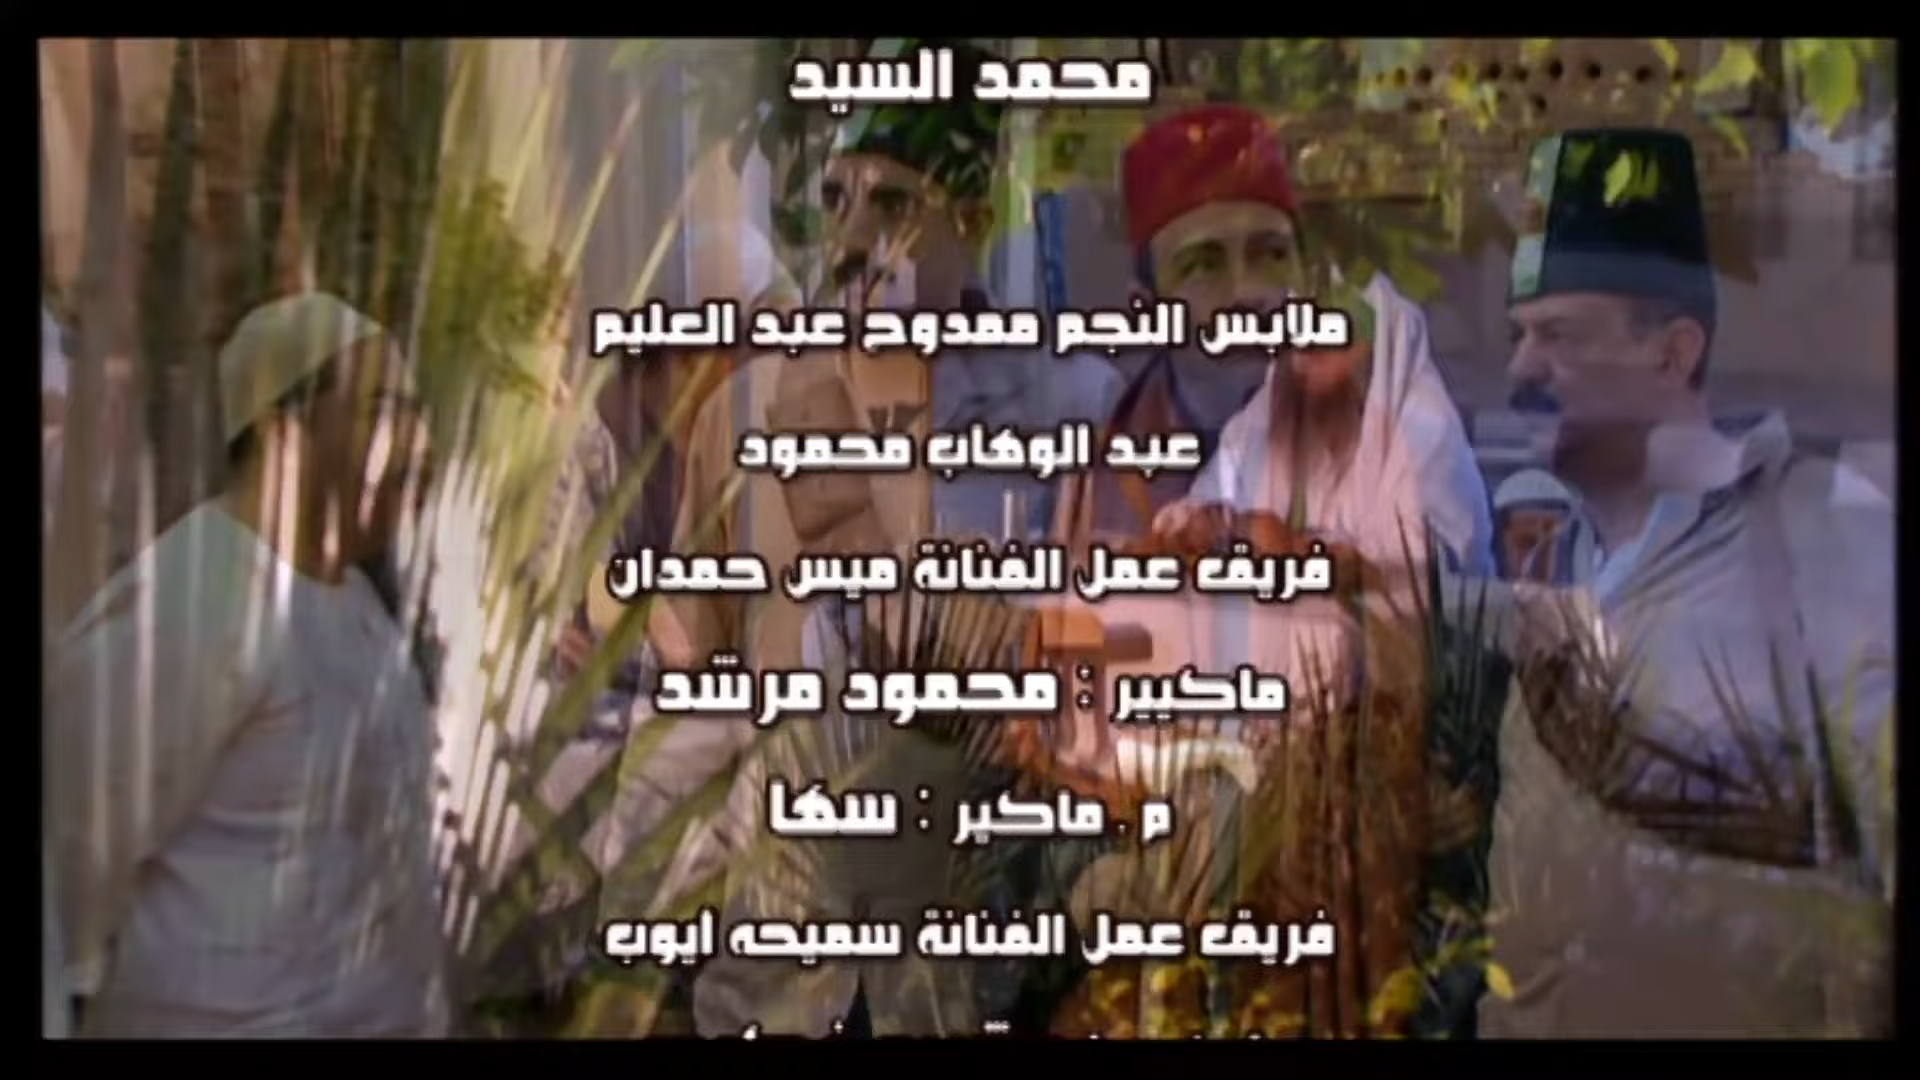 محمد السيد
ملابس النجم ممدوح عبد العليم
عبد الوهاب محمود
فريق عمل الفنانة ميس حمدان
ماكيير : محمود مرشد
م . ماكير : سها
فريق عمل الفنانة سميحه ايوب